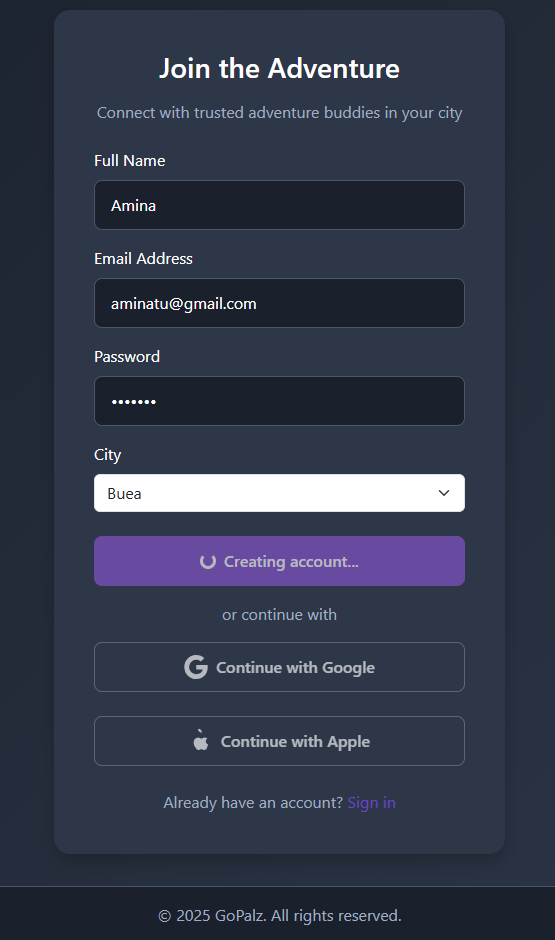 Join the Adventure
Connect with trusted adventure buddies in your city
Full Name
Amina
Email Address
aminatu@gmail.com
Password
•••••••
City
Buea
Creating account...
or continue with
Continue with Google
Continue with Apple
Already have an account? Sign in
© 2025 GoPalz. All rights reserved.